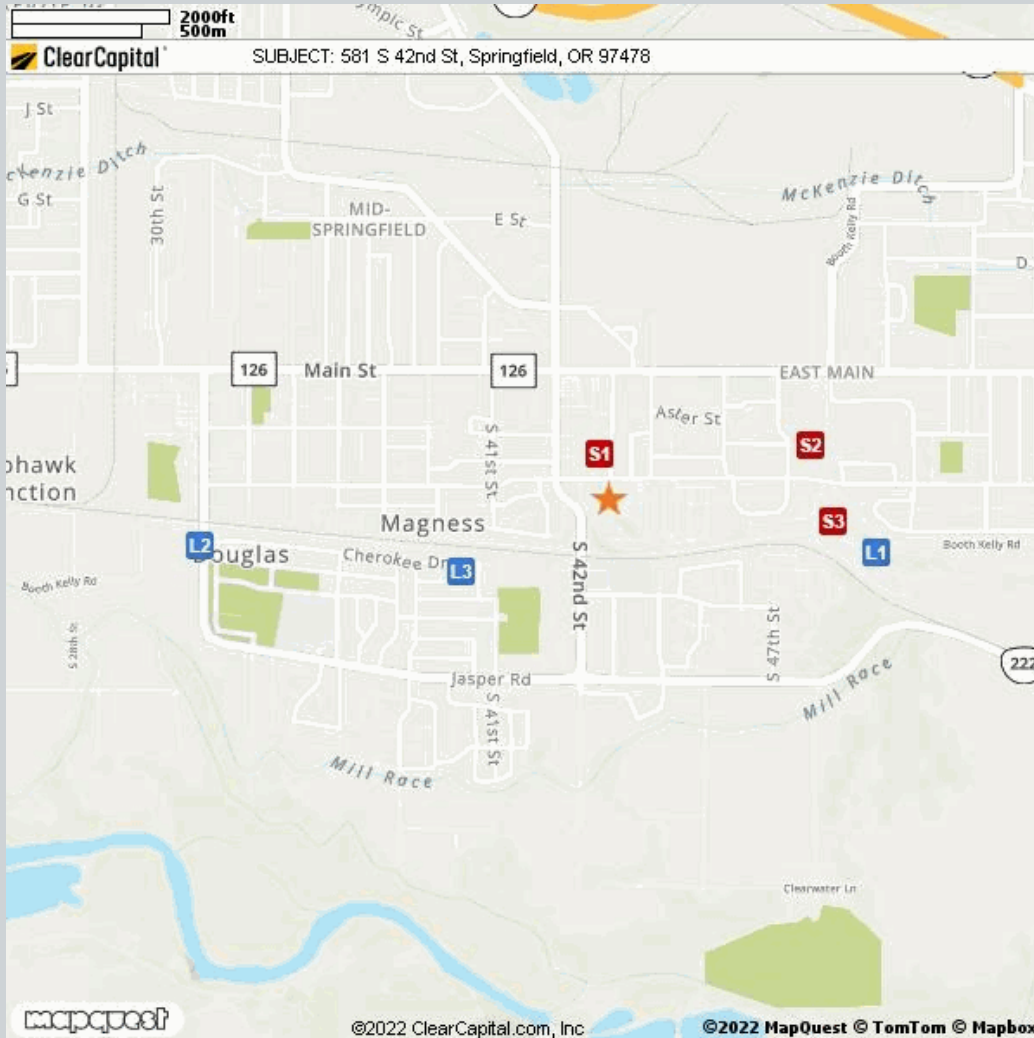 2000ft
500m
ClearCapital
SUBJECT: 581 S 42nd St, Springfield, OR 97478
J St
McKenzie Ditch
G St
30th St
MID-
SPRINGFIELD
E St
McKenzie Ditch
Booth Kelly Rd
D
126
Main St
126
EAST MAIN
Aster St
S 41st St
S1
S2
ohawk
nction
Magness
S3
L2
Douglas
Cherokee Dr
L3
S 42nd St
L1
Booth Kelly Rd
Booth Kelly Rd
S 28th St
S 47th St
222
Jasper Rd
S 41st St
Mill Race
Mill Race
Clearwater Ln
mapquest
©2022 ClearCapital.com, Inc
©2022 MapQuest © TomTom © Mapbox